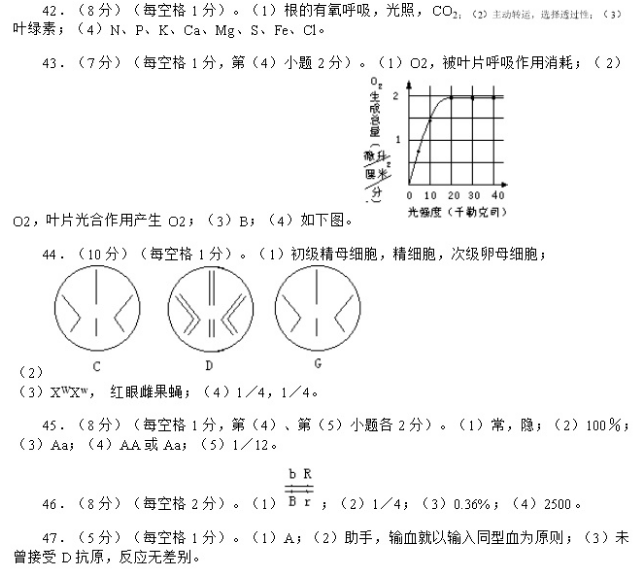 42．（8分）（每空格1分）。（1）根的有氧呼吸，光照，CO2；（2）主动转运，选择透过性；（3）
叶绿素；（4）N、P、K、Ca、Mg、S、Fe、Cl。
43．（7分）（每空格1分，第（4）小题2分）。（1）O2，被叶片呼吸作用消耗；（2）
O2生成总量（微升/厘米2/分）
2
1
0 10 20 30 40
光强度（千勒克司）
O2，叶片光合作用产生O2；（3）B；（4）如下图。
44．（10分）（每空格1分）。（1）初级精母细胞，精细胞，次级卵母细胞；
C D G
（2）
（3）XWXw，红眼雌果蝇；（4）1/4，1/4。
45．（8分）（每空格1分，第（4）、第（5）小题各2分）。（1）常，隐；（2）100％；
（3）Aa；（4）AA或Aa；（5）1/12。
b R
46．（8分）（每空格2分）。（1）B r；（2）1/4；（3）0.36%；（4）2500。
47．（5分）（每空格1分）。（1）A；（2）助手，输血就以输入同型血为原则；（3）未
曾接受D抗原，反应无差别。